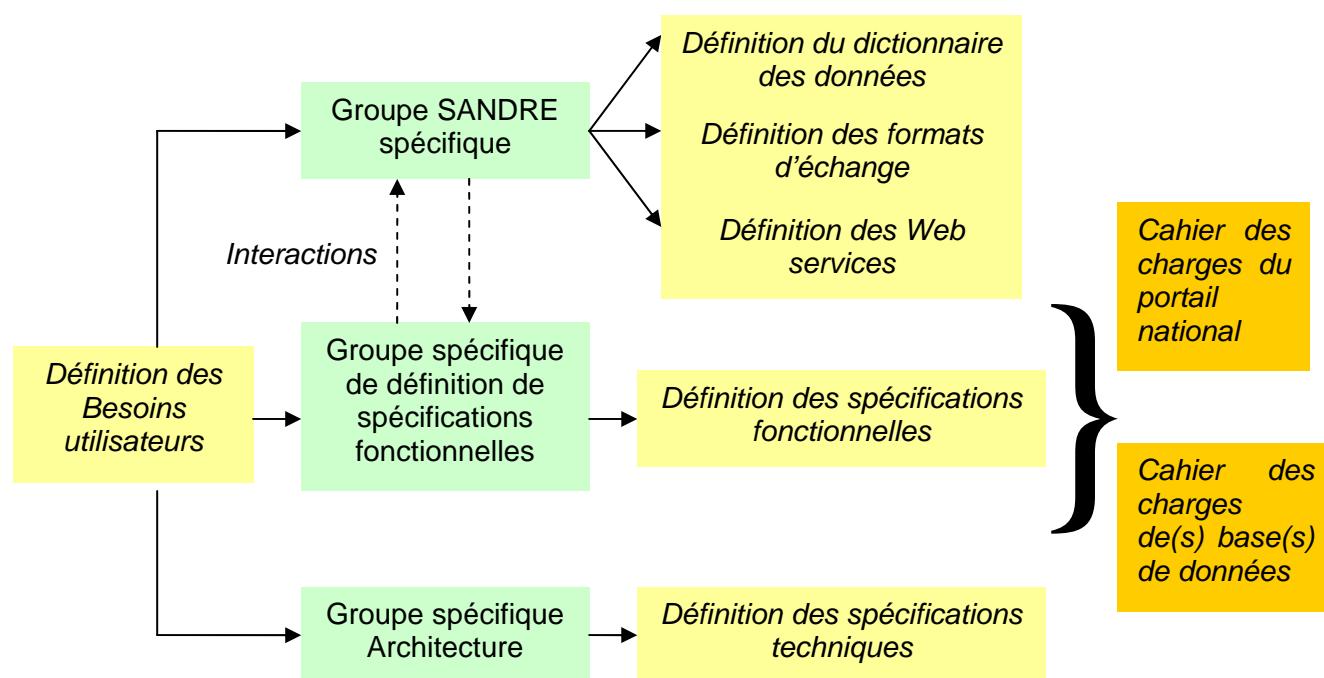 Définition des
Besoins
utilisateurs
Groupe SANDRE
spécifique
Interactions
Groupe spécifique
de définition de
spécifications
fonctionnelles
Groupe spécifique
Architecture
Définition du dictionnaire
des données
Définition des formats
d’échange
Définition des Web
services
Définition des spécifications
fonctionnelles
Définition des spécifications
techniques
}
Cahier des
charges du
portail
national
Cahier des
charges
de(s) base(s)
de données